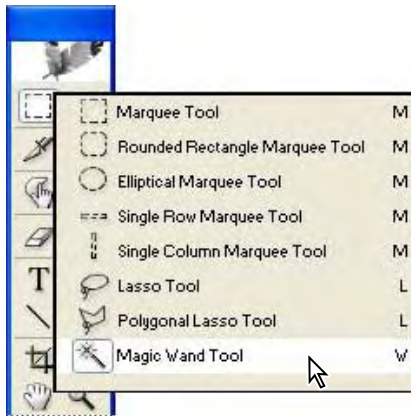 Marquee Tool M
Rounded Rectangle Marquee Tool M
Elliptical Marquee Tool M
Single Row Marquee Tool M
Single Column Marquee Tool M
Lasso Tool L
Polygonal Lasso Tool L
Magic Wand Tool W
T